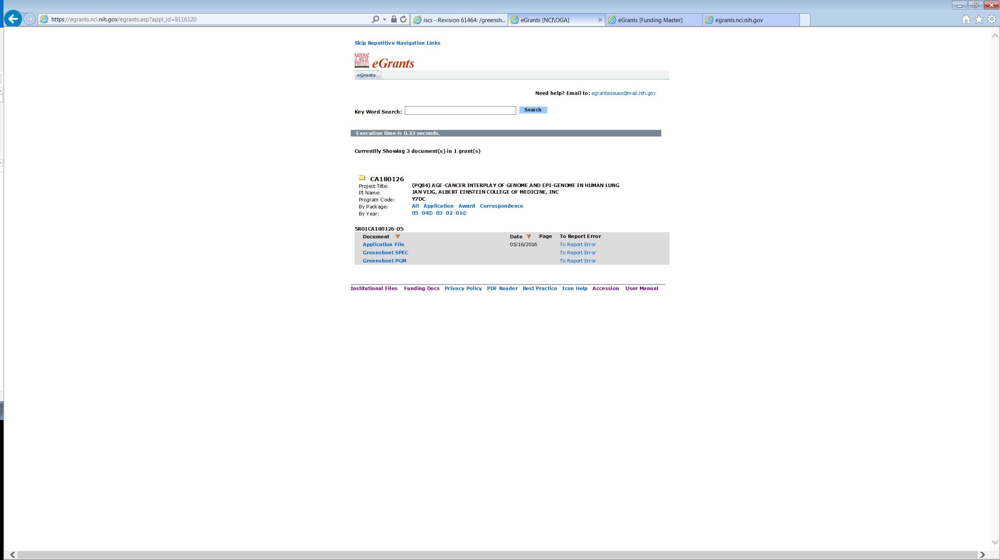 https://egrants.nci.nih.gov/egrants.asp?appl_id=9116120
iscs - Revision 61464: /greensh...
eGrants [NCI\OGA]
eGrants [Funding Master]
egrants.nci.nih.gov
Skip Repetitive Navigation Links
NATIONAL CANCER INSTITUTE
eGrants
eGrants
Need help? Email to: egrantsissues@mail.nih.gov
Key Word Search: Search
Execution time is 0.23 seconds.
Currentlly Showing 3 document(s) in 1 grant(s)
CA180126
Project Title: (PQB4) AGE-CANCER INTERPLAY OF GENOME AND EPI-GENOME IN HUMAN LUNG
PI Name: JAN VIJG, ALBERT EINSTEIN COLLEGE OF MEDICINE, INC
Program Code: Y7DC
By Package: All Application Award Correspondence
By Year: 05 04© 03 02 01©
5R01CA180126-05
Document Date Page To Report Error
Application File 05/16/2016 To Report Error
Greensheet SPEC To Report Error
Greensheet PGM To Report Error
Institutional Files Funding Docs Privacy Policy PDF Reader Best Practice Icon Help Accession User Manual